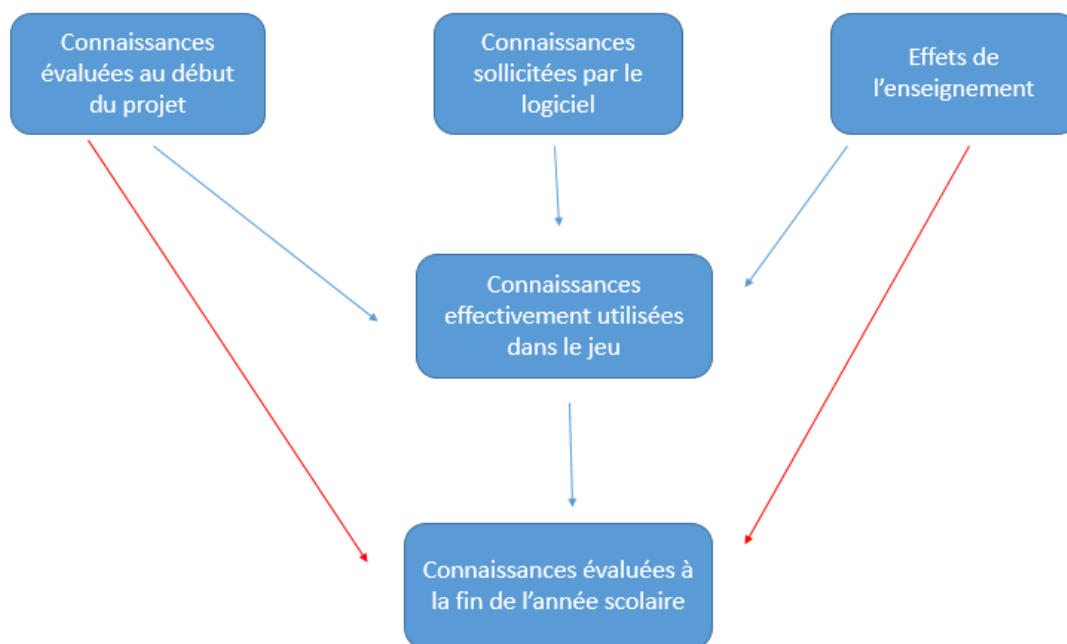 Connaissances
évaluées au début
du projet
Connaissances
sollicitées par le
logiciel
Effets de
l’enseignement
Connaissances
effectivement utilisées
dans le jeu
Connaissances évaluées à
la fin de l’année scolaire